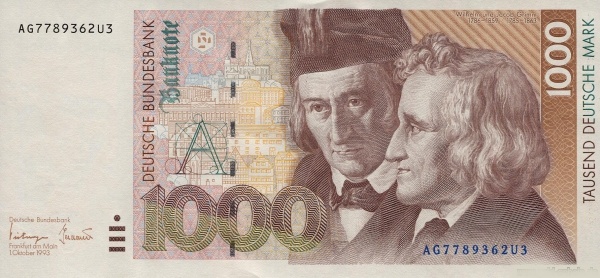 AG7789362U3
DEUTSCHE BUNDESBANK
Banknote
Wilhelm und Jacob Grimm
1786-1859 1785-1863
1000
TAUSEND DEUTSCHE MARK
A
1000
Deutsche Bundesbank
Frankfurt am Main
1. Oktober 1993
AG7789362U3